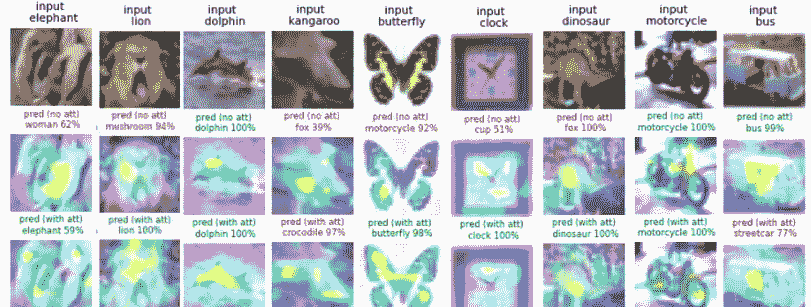 input input input input input input input input input
elephant lion dolphin kangaroo butterfly clock dinosaur motorcycle bus
pred (no att) pred (no att) pred (no att) pred (no att) pred (no att) pred (no att) pred (no att) pred (no att) pred (no att)
woman 62% mushroom 94% dolphin 100% fox 39% motorcycle 92% cup 51% fox 100% motorcycle 100% bus 99%
pred (with att) pred (with att) pred (with att) pred (with att) pred (with att) pred (with att) pred (with att) pred (with att) pred (with att)
elephant 59% lion 100% dolphin 100% crocodile 97% butterfly 98% clock 100% dinosaur 100% motorcycle 100% streetcar 77%